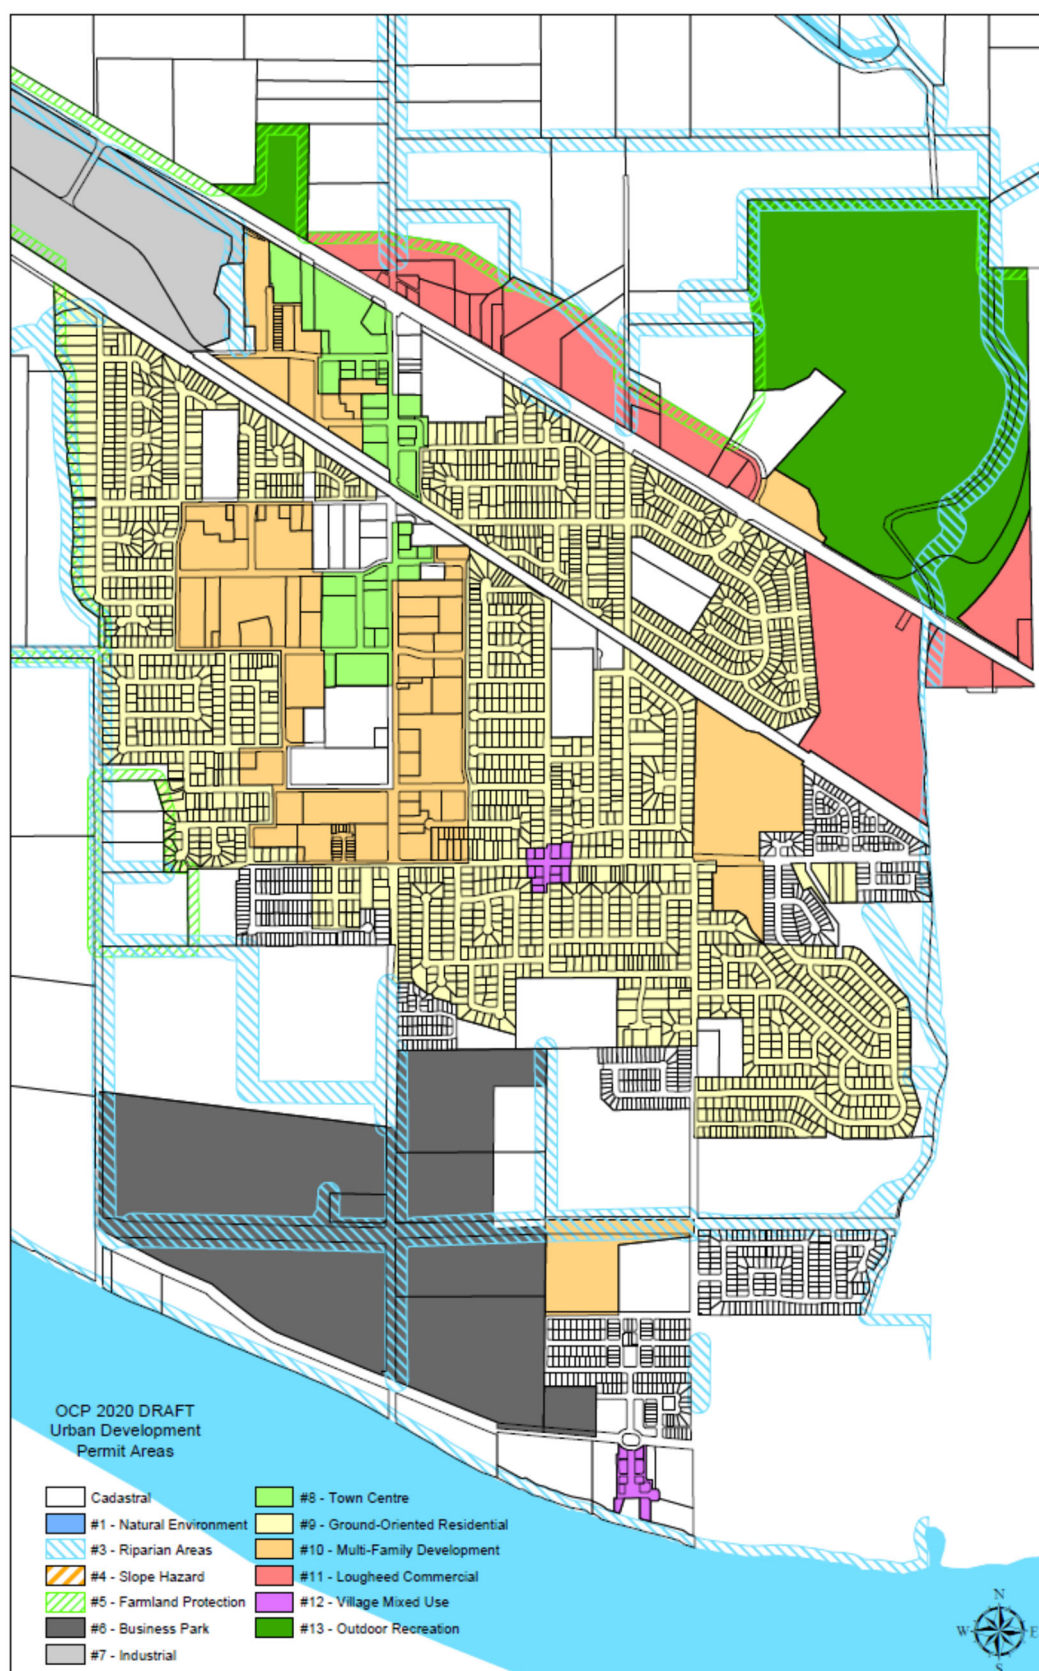 OCP 2020 DRAFT
Urban Development
Permit Areas
Cadastral
#1 - Natural Environment
#3 - Riparian Areas
#4 - Slope Hazard
#5 - Farmland Protection
#6 - Business Park
#7 - Industrial
#8 - Town Centre
#9 - Ground-Oriented Residential
#10 - Multi-Family Development
#11 - Lougheed Commercial
#12 - Village Mixed Use
#13 - Outdoor Recreation
N
W E
S